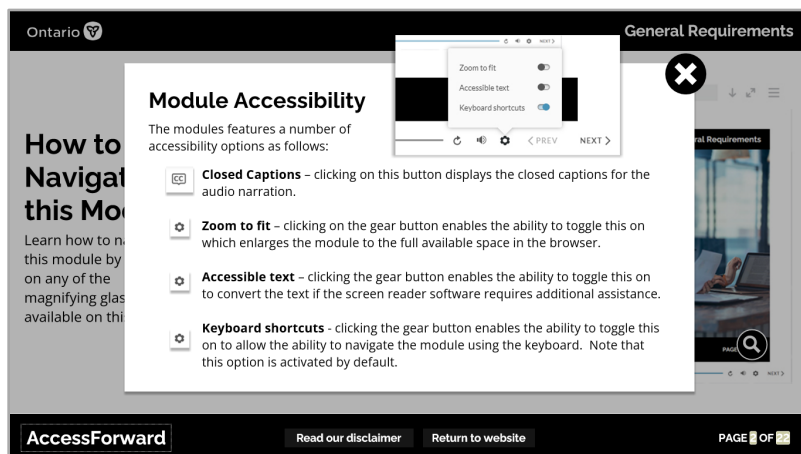 Ontario
General Requirements
NEXT >
Zoom to fit
Accessible text
Keyboard shortcuts
< PREV
NEXT >
Module Accessibility
The modules features a number of
accessibility options as follows:
CC
Closed Captions – clicking on this button displays the closed captions for the
audio narration.
Zoom to fit – clicking on the gear button enables the ability to toggle this on
which enlarges the module to the full available space in the browser.
Accessible text – clicking the gear button enables the ability to toggle this on
to convert the text if the screen reader software requires additional assistance.
Keyboard shortcuts - clicking the gear button enables the ability to toggle this
on to allow the ability to navigate the module using the keyboard. Note that
this option is activated by default.
How to
Navigat
this Mo
Learn how to na
this module by
on any of the
magnifying glas
available on thi
ral Requirements
PAGE
NEXT >
AccessForward
Read our disclaimer
Return to website
PAGE 2 OF 22